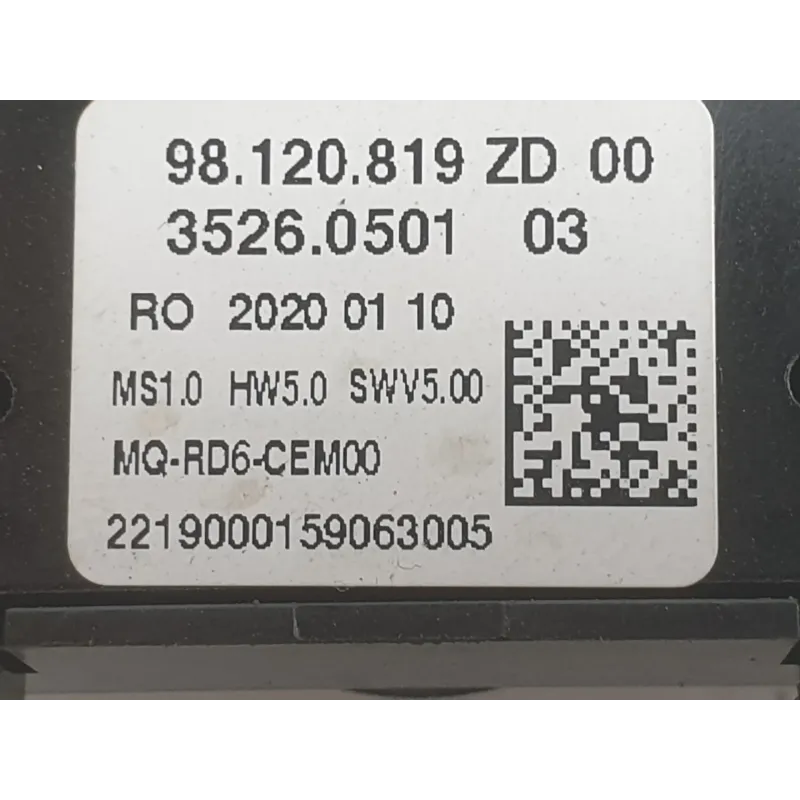 98.120.819 ZD 00
3526.0501 03
RO 2020 01 10
MS1.0 HW5.0 SWV5.00
MQ-RD6-CEM00
2219000159063005